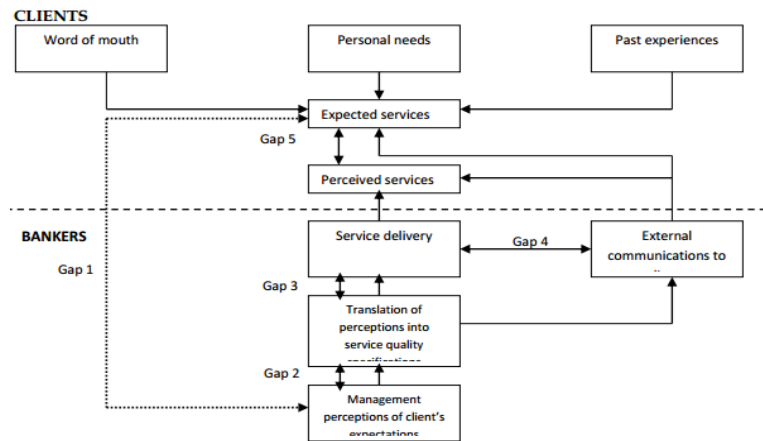 CLIENTS
Word of mouth
Personal needs
Past experiences
Expected services
Gap 5
Perceived services
BANKERS
Gap 1
Service delivery
Gap 4
External
communications to
Gap 3
Translation of
perceptions into
service quality
Gap 2
Management
perceptions of client's
expectations